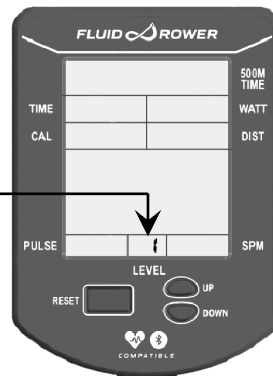 FLUID ROWER
500M
TIME
TIME
WATT
CAL
DIST
PULSE
1
SPM
LEVEL
RESET
UP
DOWN
COMPATIBLE